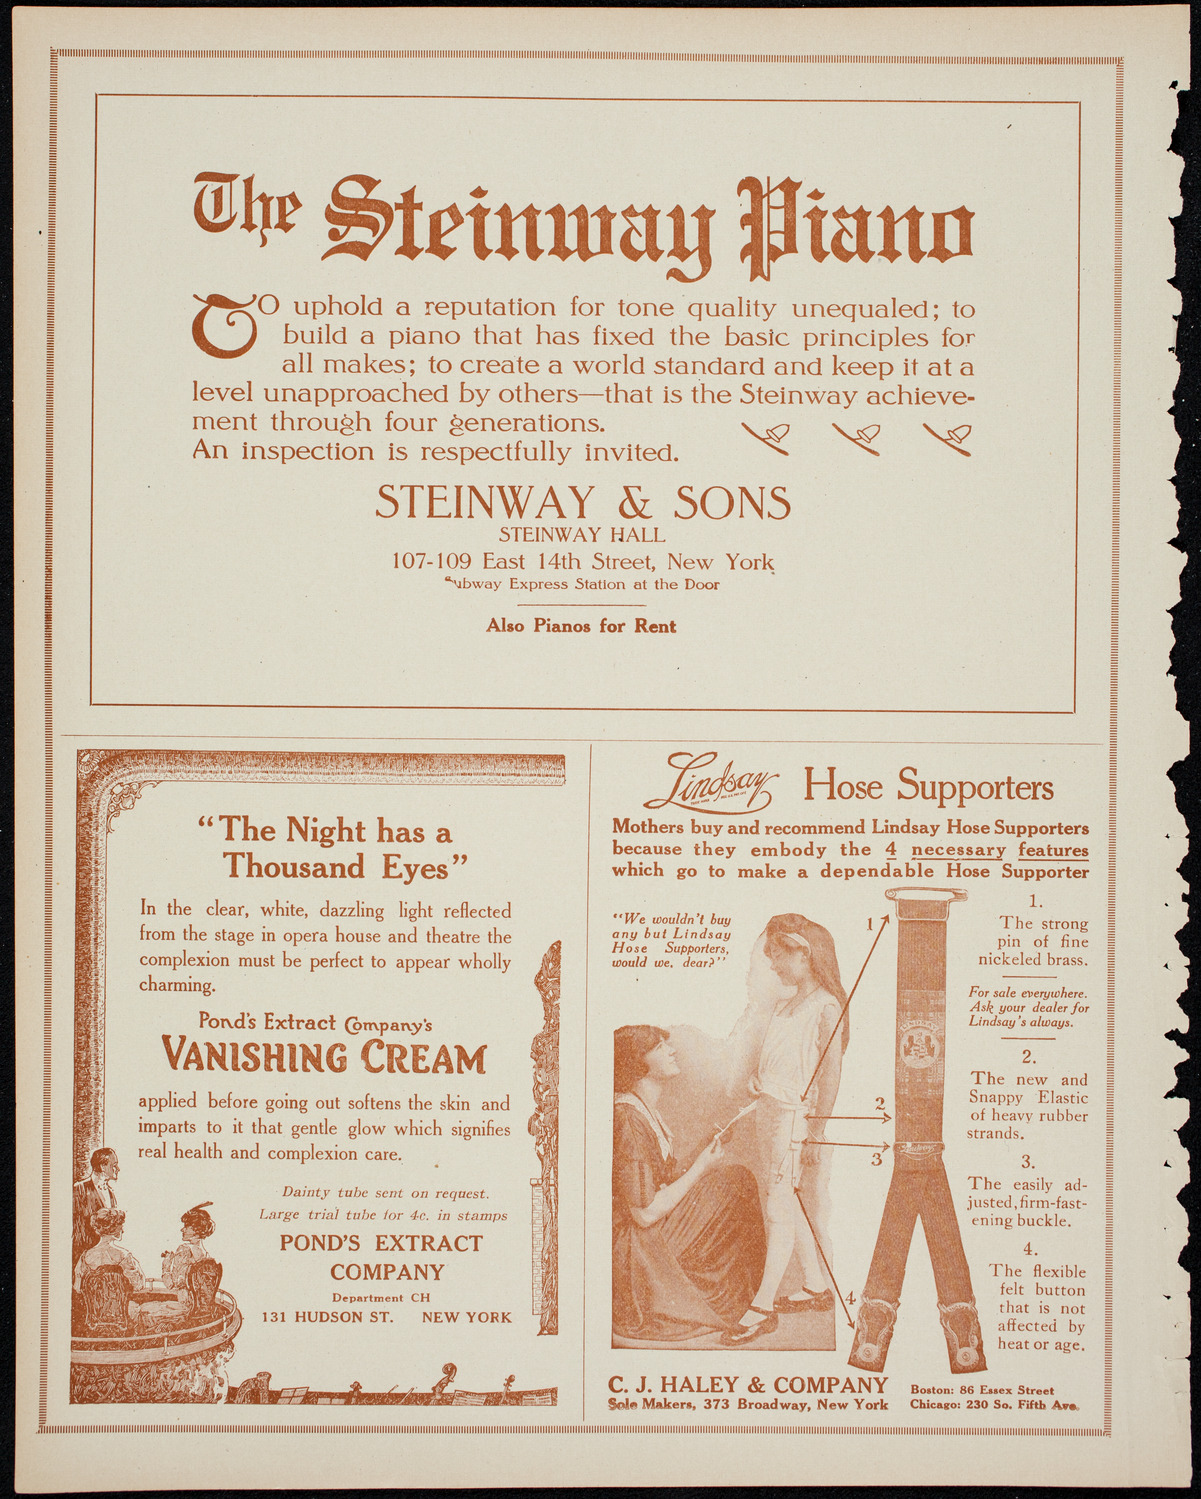 The Steinway Piano
TO uphold a reputation for tone quality unequaled; to
build a piano that has fixed the basic principles for
all makes; to create a world standard and keep it at a
level unapproached by others—that is the Steinway achieve-
ment through four generations.
An inspection is respectfully invited.
STEINWAY & SONS
STEINWAY HALL
107-109 East 14th Street, New York
Subway Express Station at the Door
Also Pianos for Rent
"The Night has a
Thousand Eyes"
In the clear, white, dazzling light reflected
from the stage in opera house and theatre the
complexion must be perfect to appear wholly
charming.
Pond's Extract Company's
VANISHING CREAM
applied before going out softens the skin and
imparts to it that gentle glow which signifies
real health and complexion care.
Dainty tube sent on request.
Large trial tube for 4c. in stamps
POND'S EXTRACT
COMPANY
Department CH
131 HUDSON ST. NEW YORK
Lindsay Hose Supporters
Mothers buy and recommend Lindsay Hose Supporters
because they embody the 4 necessary features
which go to make a dependable Hose Supporter
"We wouldn't buy
any but Lindsay
Hose Supporters,
would we, dear?"
1
2
3
4
LINDSAY
Lindsay
1.
The strong
pin of fine
nickeled brass.
For sale everywhere.
Ask your dealer for
Lindsay's always.
2.
The new and
Snappy Elastic
of heavy rubber
strands.
3.
The easily ad-
justed, firm-fast-
ening buckle.
4.
The flexible
felt button
that is not
affected by
heat or age.
C. J. HALEY & COMPANY
Sole Makers, 373 Broadway, New York
Boston: 86 Essex Street
Chicago: 230 So. Fifth Ave.